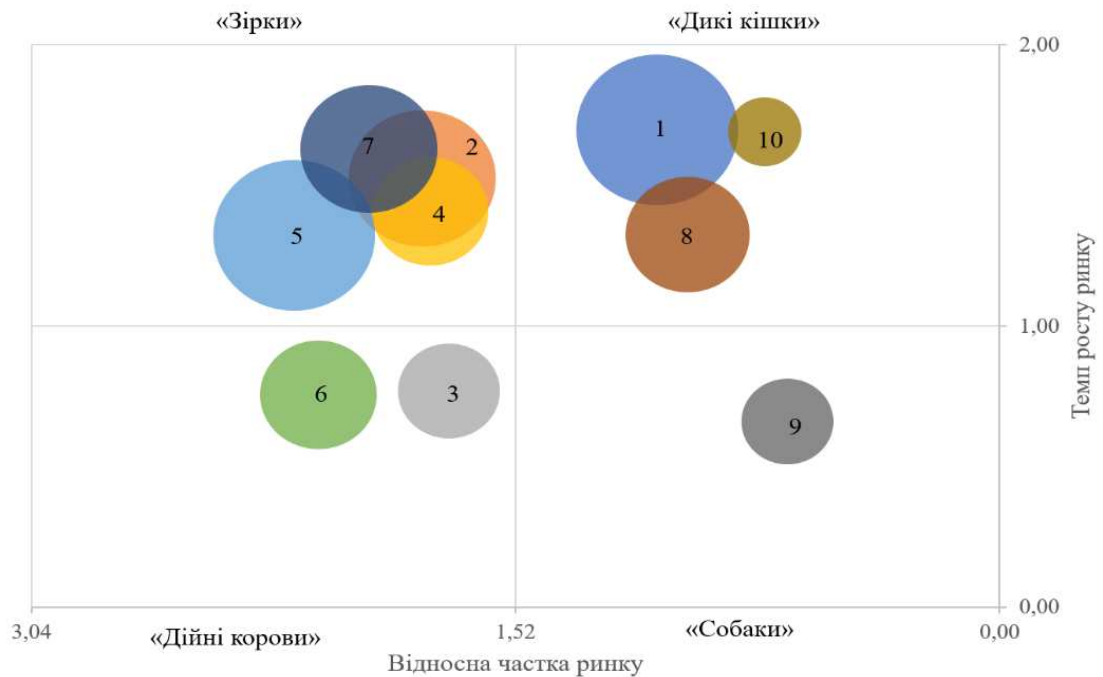 «Зірки» «Дикі кішки»
2,00
7 2 1 10
4
5 8
1,00
6 3
9
Темп росту ринку
0,00
3,04 1,52 0,00
«Дійні корови» «Собаки»
Відносна частка ринку